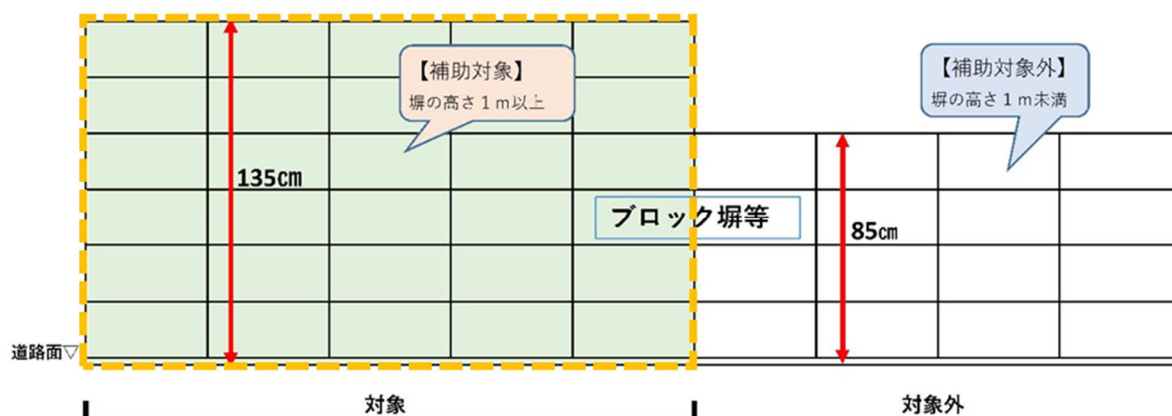 【補助対象】
塀の高さ1m以上
【補助対象外】
塀の高さ1m未満
135㎝
ブロック塀等
85㎝
道路面▽
対象
対象外